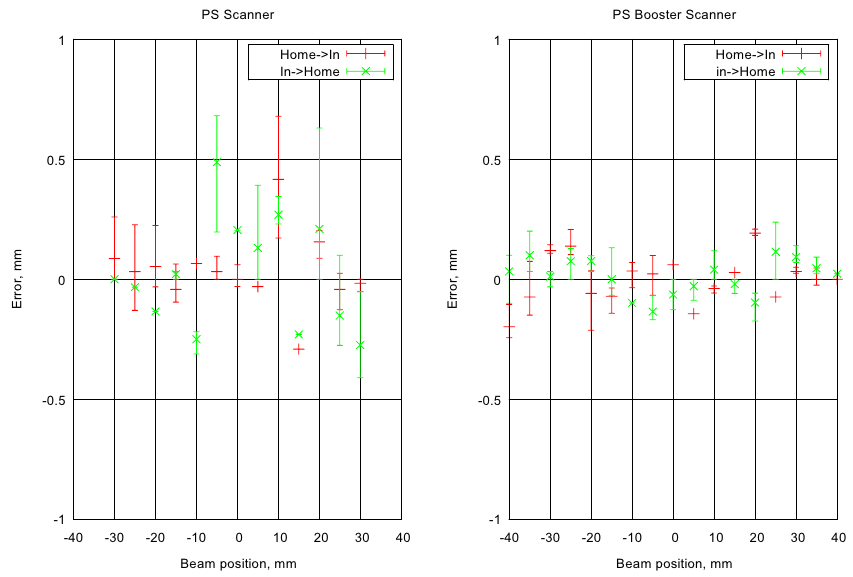 PS Scanner
1
0.5
0
-0.5
-1
Error, mm
Home->In
In->Home
-40 -30 -20 -10 0 10 20 30 40
Beam position, mm
PS Booster Scanner
1
0.5
0
-0.5
-1
Error, mm
Home->In
in->Home
-40 -30 -20 -10 0 10 20 30 40
Beam position, mm